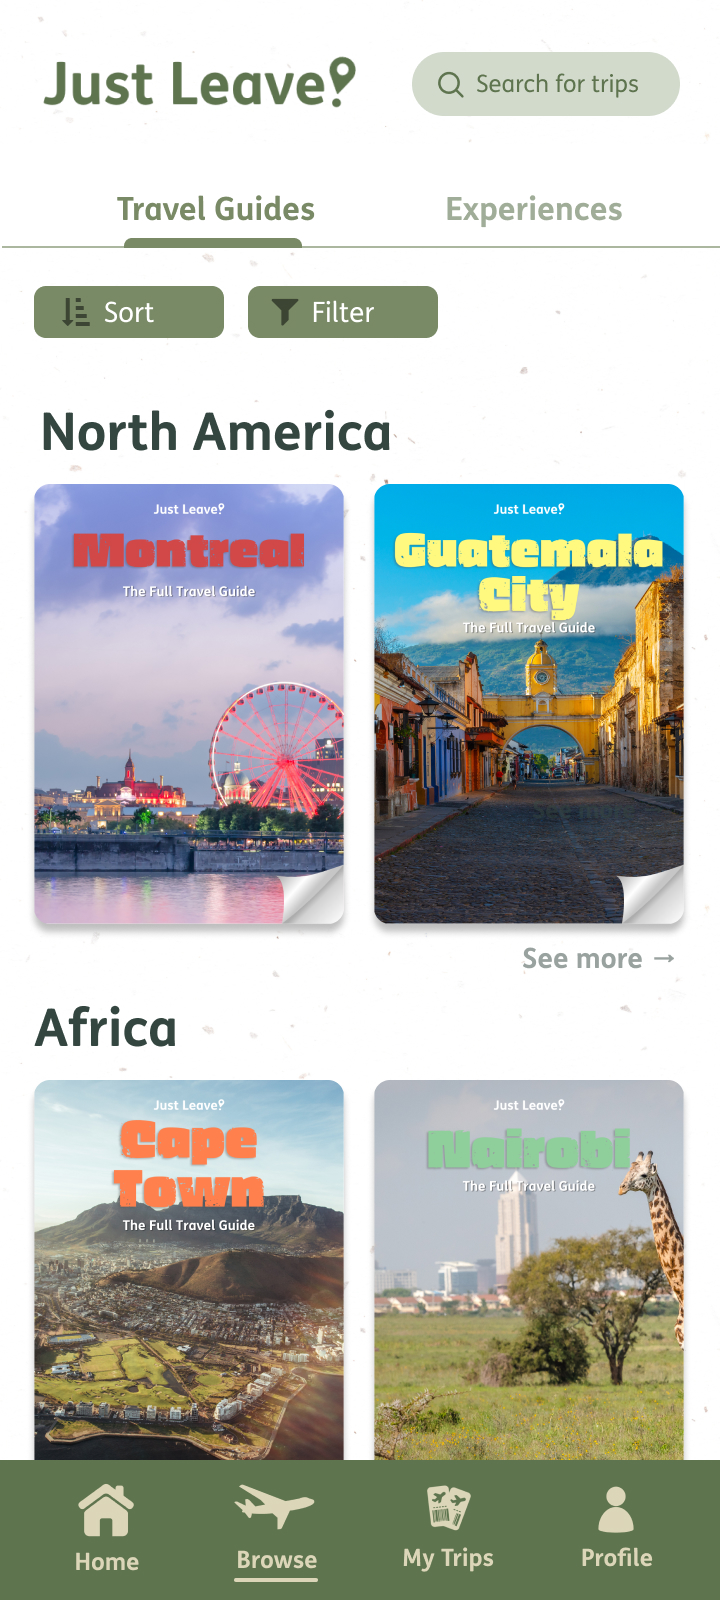 Just Leave?
Search for trips
Travel Guides
Experiences
Sort
Filter
North America
Just Leave?
Montreal
The Full Travel Guide
Just Leave?
Guatemala
City
The Full Travel Guide
See more →
Africa
Just Leave?
Cape
Town
The Full Travel Guide
Just Leave?
Nairobi
The Full Travel Guide
Home
Browse
My Trips
Profile